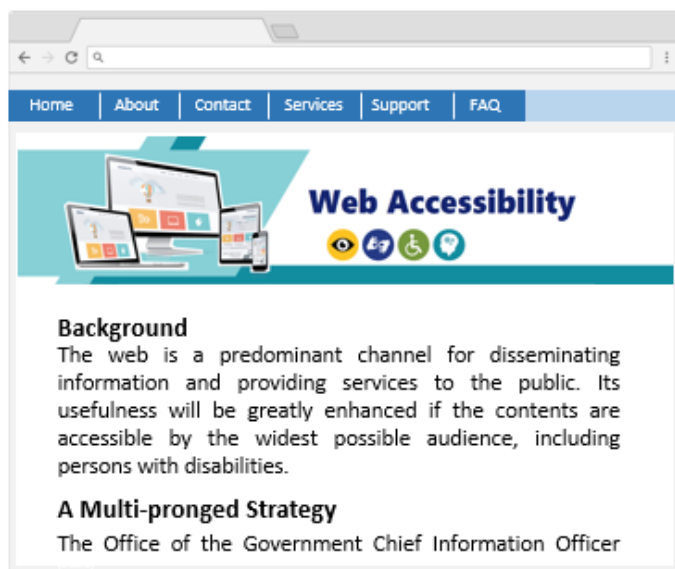 Home About Contact Services Support FAQ
Web Accessibility
Background
The web is a predominant channel for disseminating
information and providing services to the public. Its
usefulness will be greatly enhanced if the contents are
accessible by the widest possible audience, including
persons with disabilities.
A Multi-pronged Strategy
The Office of the Government Chief Information Officer